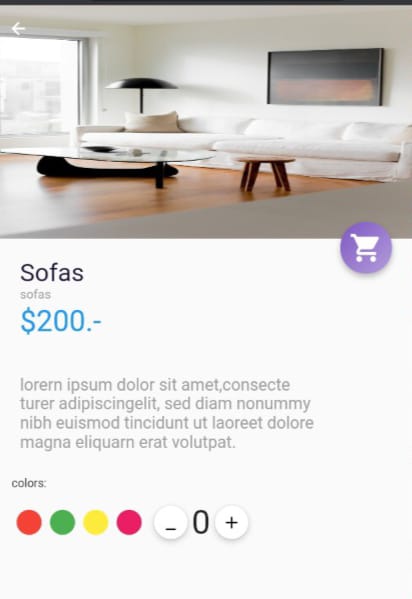 Sofas
sofas
$200.-
lorern ipsum dolor sit amet,consecte
turer adipiscingelit, sed diam nonummy
nibh euismod tincidunt ut laoreet dolore
magna eliquarn erat volutpat.
colors:
_ 0 +